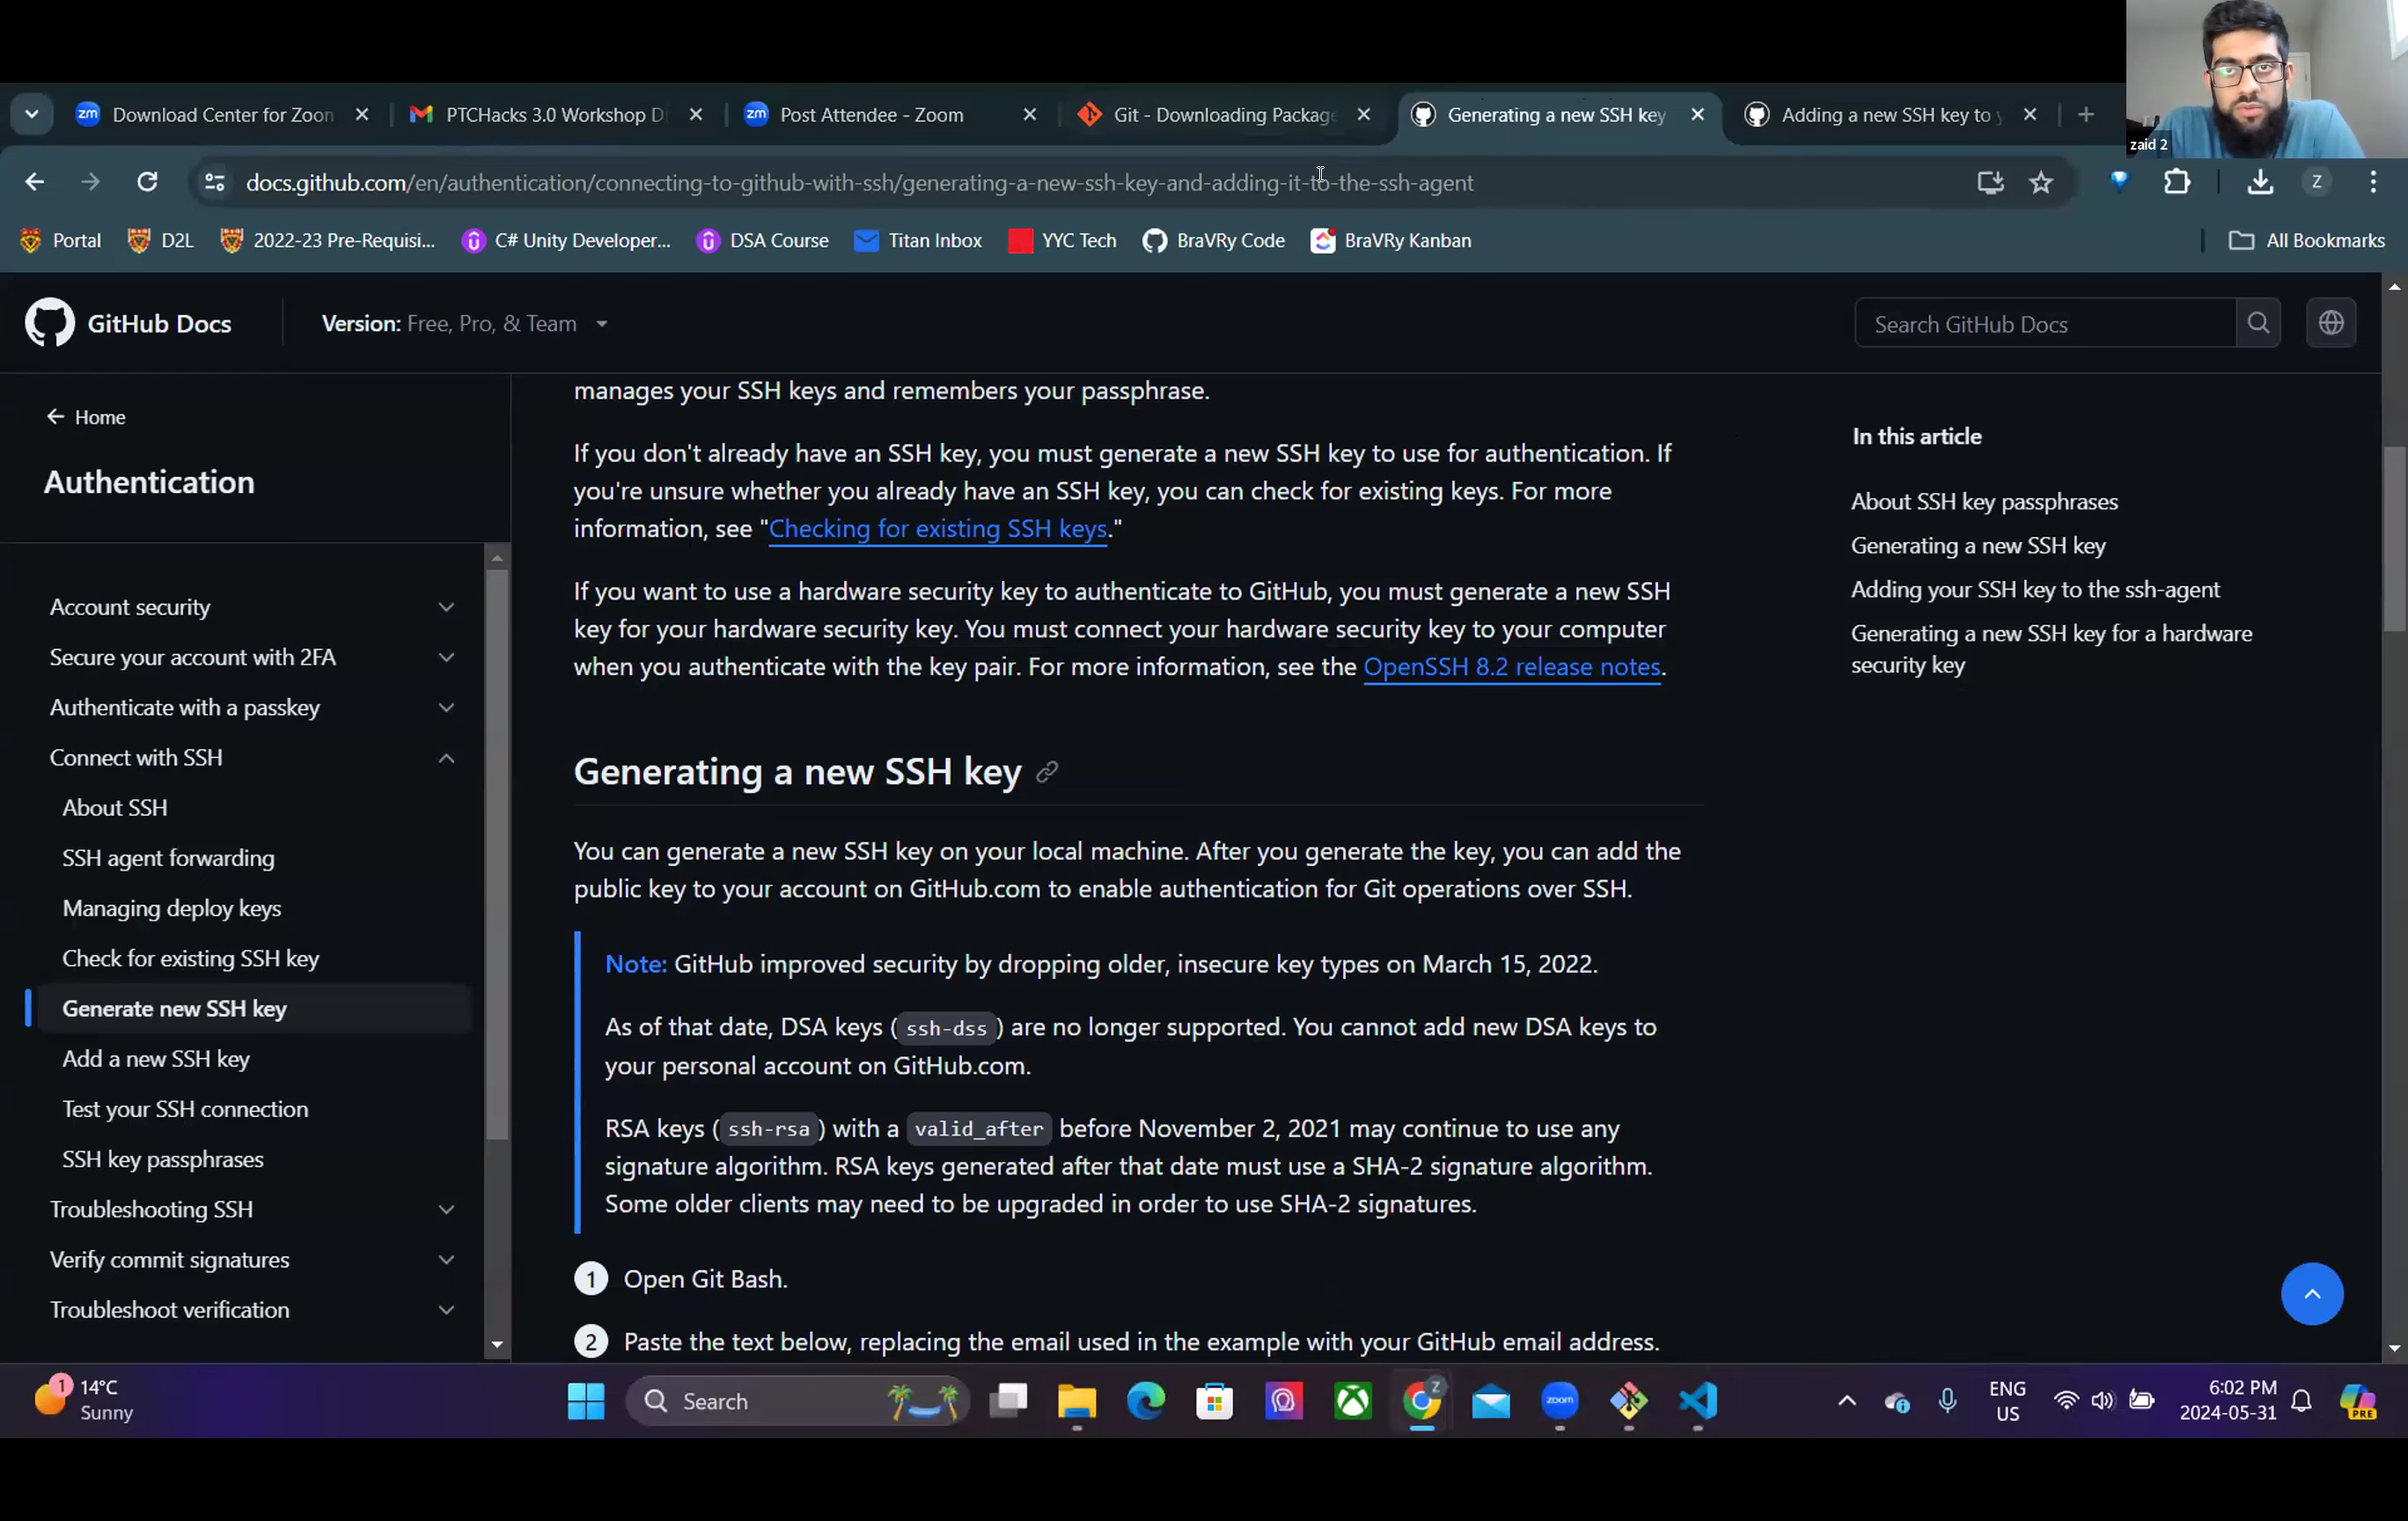 zm Download Center for Zoon
PTCHacks 3.0 Workshop D
zm Post Attendee - Zoom
Git - Downloading Package
Generating a new SSH key
Adding a new SSH key to y
zaid 2
docs.github.com/en/authentication/connecting-to-github-with-ssh/generating-a-new-ssh-key-and-adding-it-to-the-ssh-agent
Z
Portal
D2L
2022-23 Pre-Requisi...
C# Unity Developer...
DSA Course
Titan Inbox
YYC Tech
BraVRy Code
BraVRy Kanban
All Bookmarks
GitHub Docs
Version: Free, Pro, & Team
Search GitHub Docs
Home
Authentication
Account security
Secure your account with 2FA
Authenticate with a passkey
Connect with SSH
About SSH
SSH agent forwarding
Managing deploy keys
Check for existing SSH key
Generate new SSH key
Add a new SSH key
Test your SSH connection
SSH key passphrases
Troubleshooting SSH
Verify commit signatures
Troubleshoot verification
manages your SSH keys and remembers your passphrase.
If you don't already have an SSH key, you must generate a new SSH key to use for authentication. If
you're unsure whether you already have an SSH key, you can check for existing keys. For more
information, see "Checking for existing SSH keys."
If you want to use a hardware security key to authenticate to GitHub, you must generate a new SSH
key for your hardware security key. You must connect your hardware security key to your computer
when you authenticate with the key pair. For more information, see the OpenSSH 8.2 release notes.
Generating a new SSH key
You can generate a new SSH key on your local machine. After you generate the key, you can add the
public key to your account on GitHub.com to enable authentication for Git operations over SSH.
Note: GitHub improved security by dropping older, insecure key types on March 15, 2022.
As of that date, DSA keys (ssh-dss) are no longer supported. You cannot add new DSA keys to
your personal account on GitHub.com.
RSA keys (ssh-rsa) with a valid_after before November 2, 2021 may continue to use any
signature algorithm. RSA keys generated after that date must use a SHA-2 signature algorithm.
Some older clients may need to be upgraded in order to use SHA-2 signatures.
1 Open Git Bash.
2 Paste the text below, replacing the email used in the example with your GitHub email address.
In this article
About SSH key passphrases
Generating a new SSH key
Adding your SSH key to the ssh-agent
Generating a new SSH key for a hardware
security key
1
14°C
Sunny
Search
Z
zoom
ENG
US
6:02 PM
2024-05-31
PRE